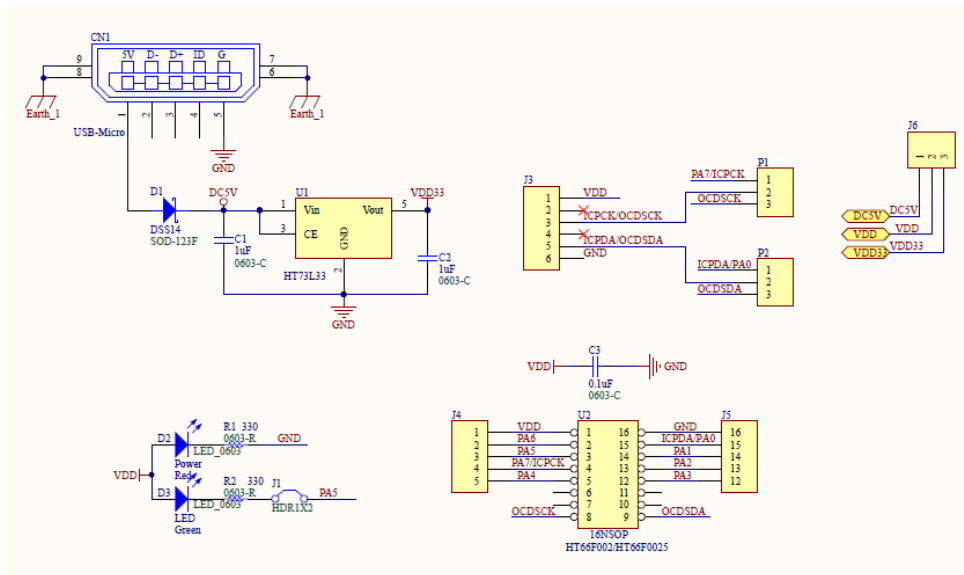 CN1
5V D- D+ ID G
9
8
7
6
Earth_1
Earth_1
USB-Micro
1
2
3
4
5
GND
D1
DSS14
SOD-123F
DC5V
C1
1uF
0603-C
U1
1
3
Vin
CE
GND
Vout
5
2
HT73L33
VDD33
C2
1uF
0603-C
GND
J3
1
2
3
4
5
6
VDD
ICPCK/OCDSCK
ICPDA/OCDSDA
GND
P1
PA7/ICPCK
OCDSCK
1
2
3
P2
ICPDA/PA0
OCDSDA
1
2
3
J6
1
2
3
DC5V DC5V
VDD VDD
VDD33 VDD33
C3
VDD
GND
0.1uF
0603-C
D2
R1 330
0603-R
LED_0603
GND
Power
Red
VDD
D3
R2 330
0603-R
LED_0603
J1
HDR1X2
PA5
LED
Green
J4
1
2
3
4
5
VDD
PA6
PA5
PA7/ICPCK
PA4
OCDSCK
U2
1 16
2 15
3 14
4 13
5 12
6 11
7 10
8 9
16NSOP
HT66F002/HT66F0025
GND
ICPDA/PA0
PA1
PA2
PA3
OCDSDA
J5
16
15
14
13
12